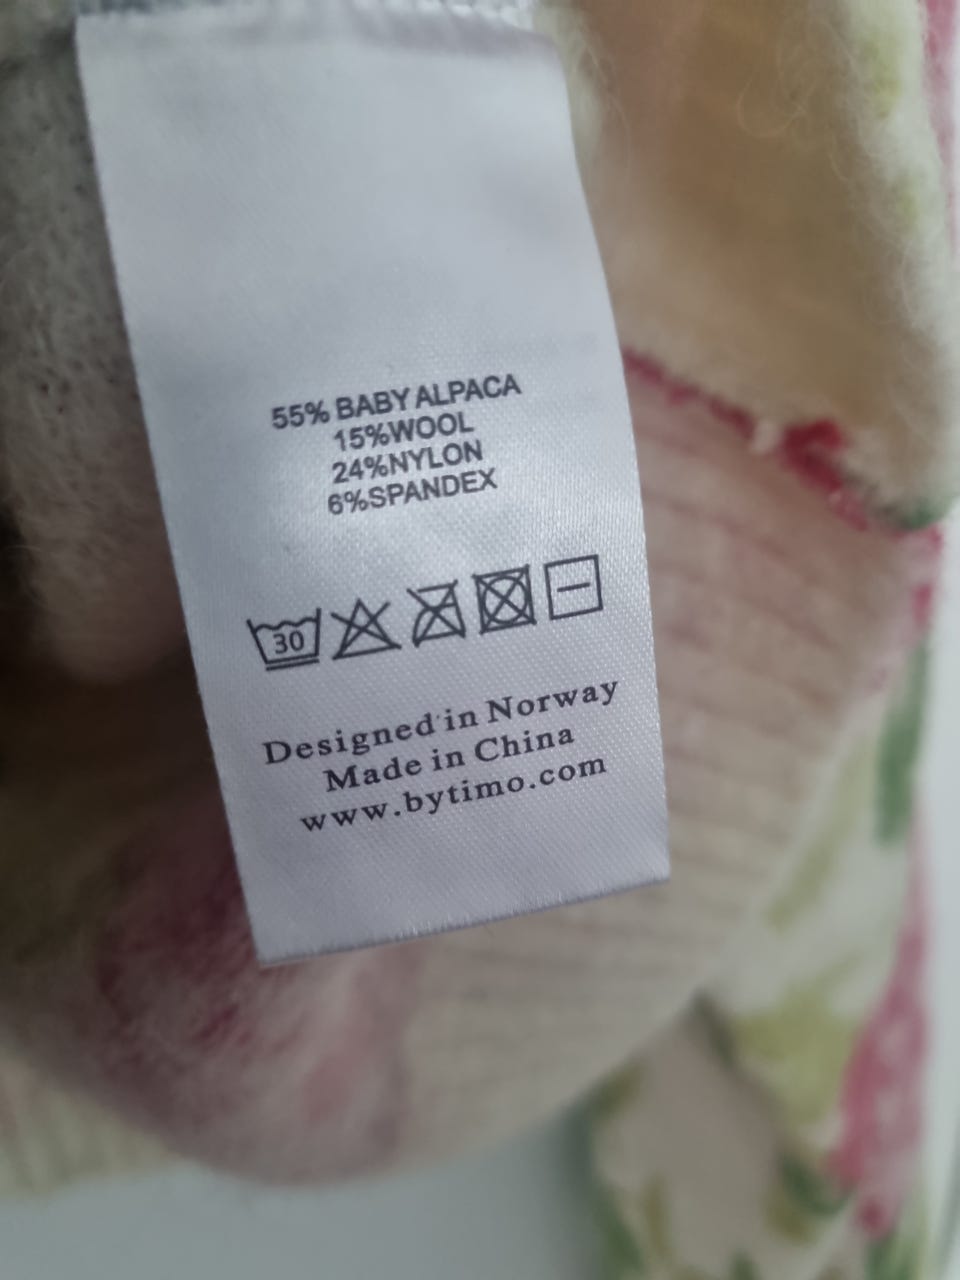 55% BABY ALPACA
15%WOOL
24%NYLON
6%SPANDEX
30
Designed in Norway
Made in China
www.bytimo.com